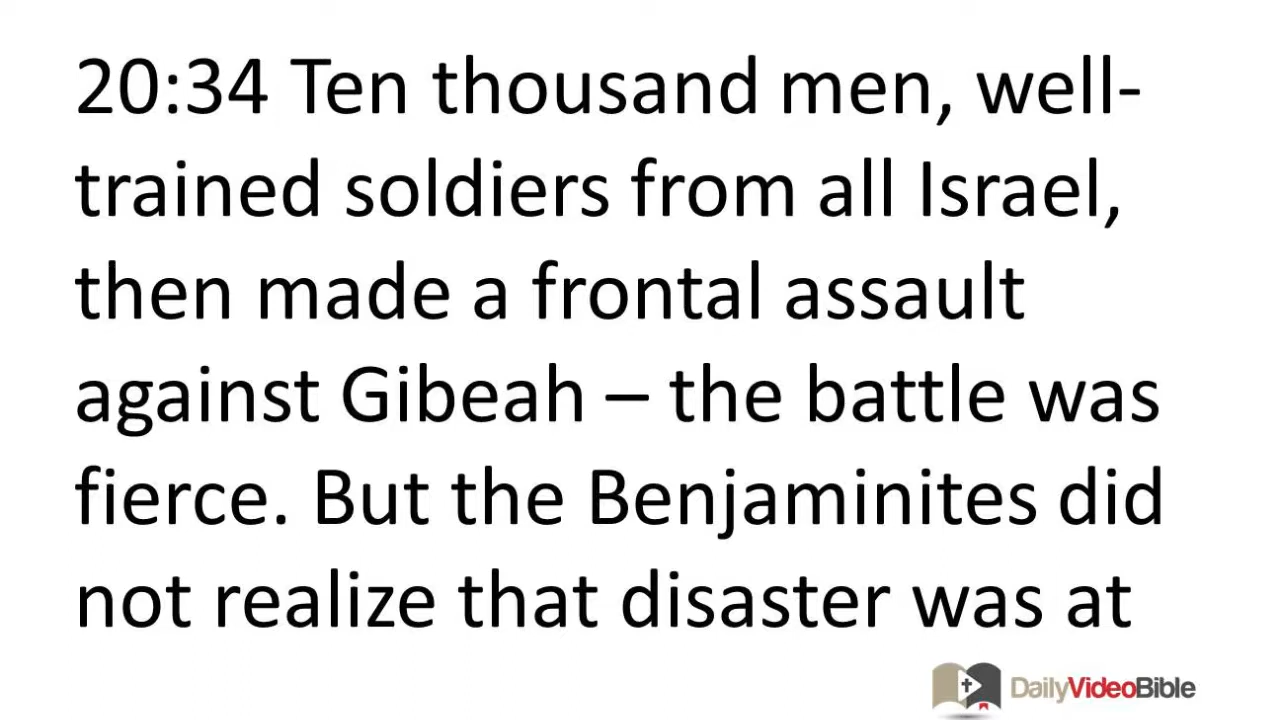 20:34 Ten thousand men, well-
trained soldiers from all Israel,
then made a frontal assault
against Gibeah – the battle was
fierce. But the Benjaminites did
not realize that disaster was at
DailyVideoBible